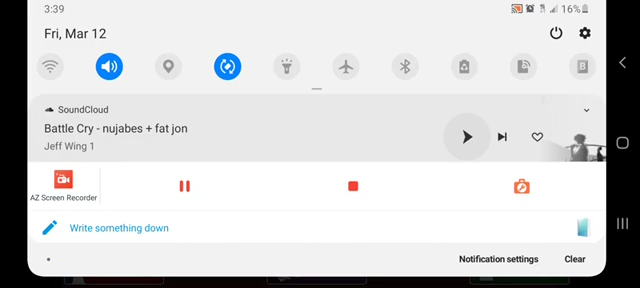 3:39
16%
Fri, Mar 12
SoundCloud
Battle Cry - nujabes + fat jon
Jeff Wing 1
AZ Screen Recorder
Write something down
Notification settings
Clear